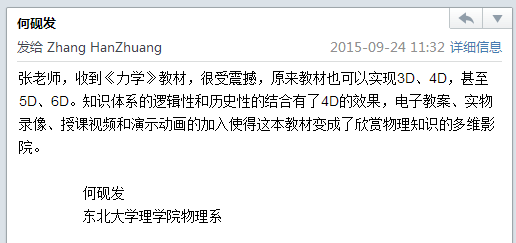 何砚发
发给 Zhang HanZhuang 2015-09-24 11:32 详细信息
张老师，收到《力学》教材，很受震撼，原来教材也可以实现3D、4D，甚至
5D、6D。知识体系的逻辑性和历史性的结合有了4D的效果，电子教案、实物
录像、授课视频和演示动画的加入使得这本教材变成了欣赏物理知识的多维影
院。
何砚发
东北大学理学院物理系